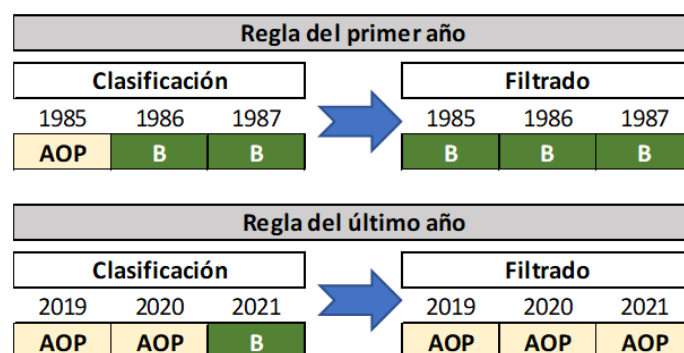 Regla del primer año
Clasificación Filtrado
1985 1986 1987 1985 1986 1987
AOP B B B B B
Regla del último año
Clasificación Filtrado
2019 2020 2021 2019 2020 2021
AOP AOP B AOP AOP AOP